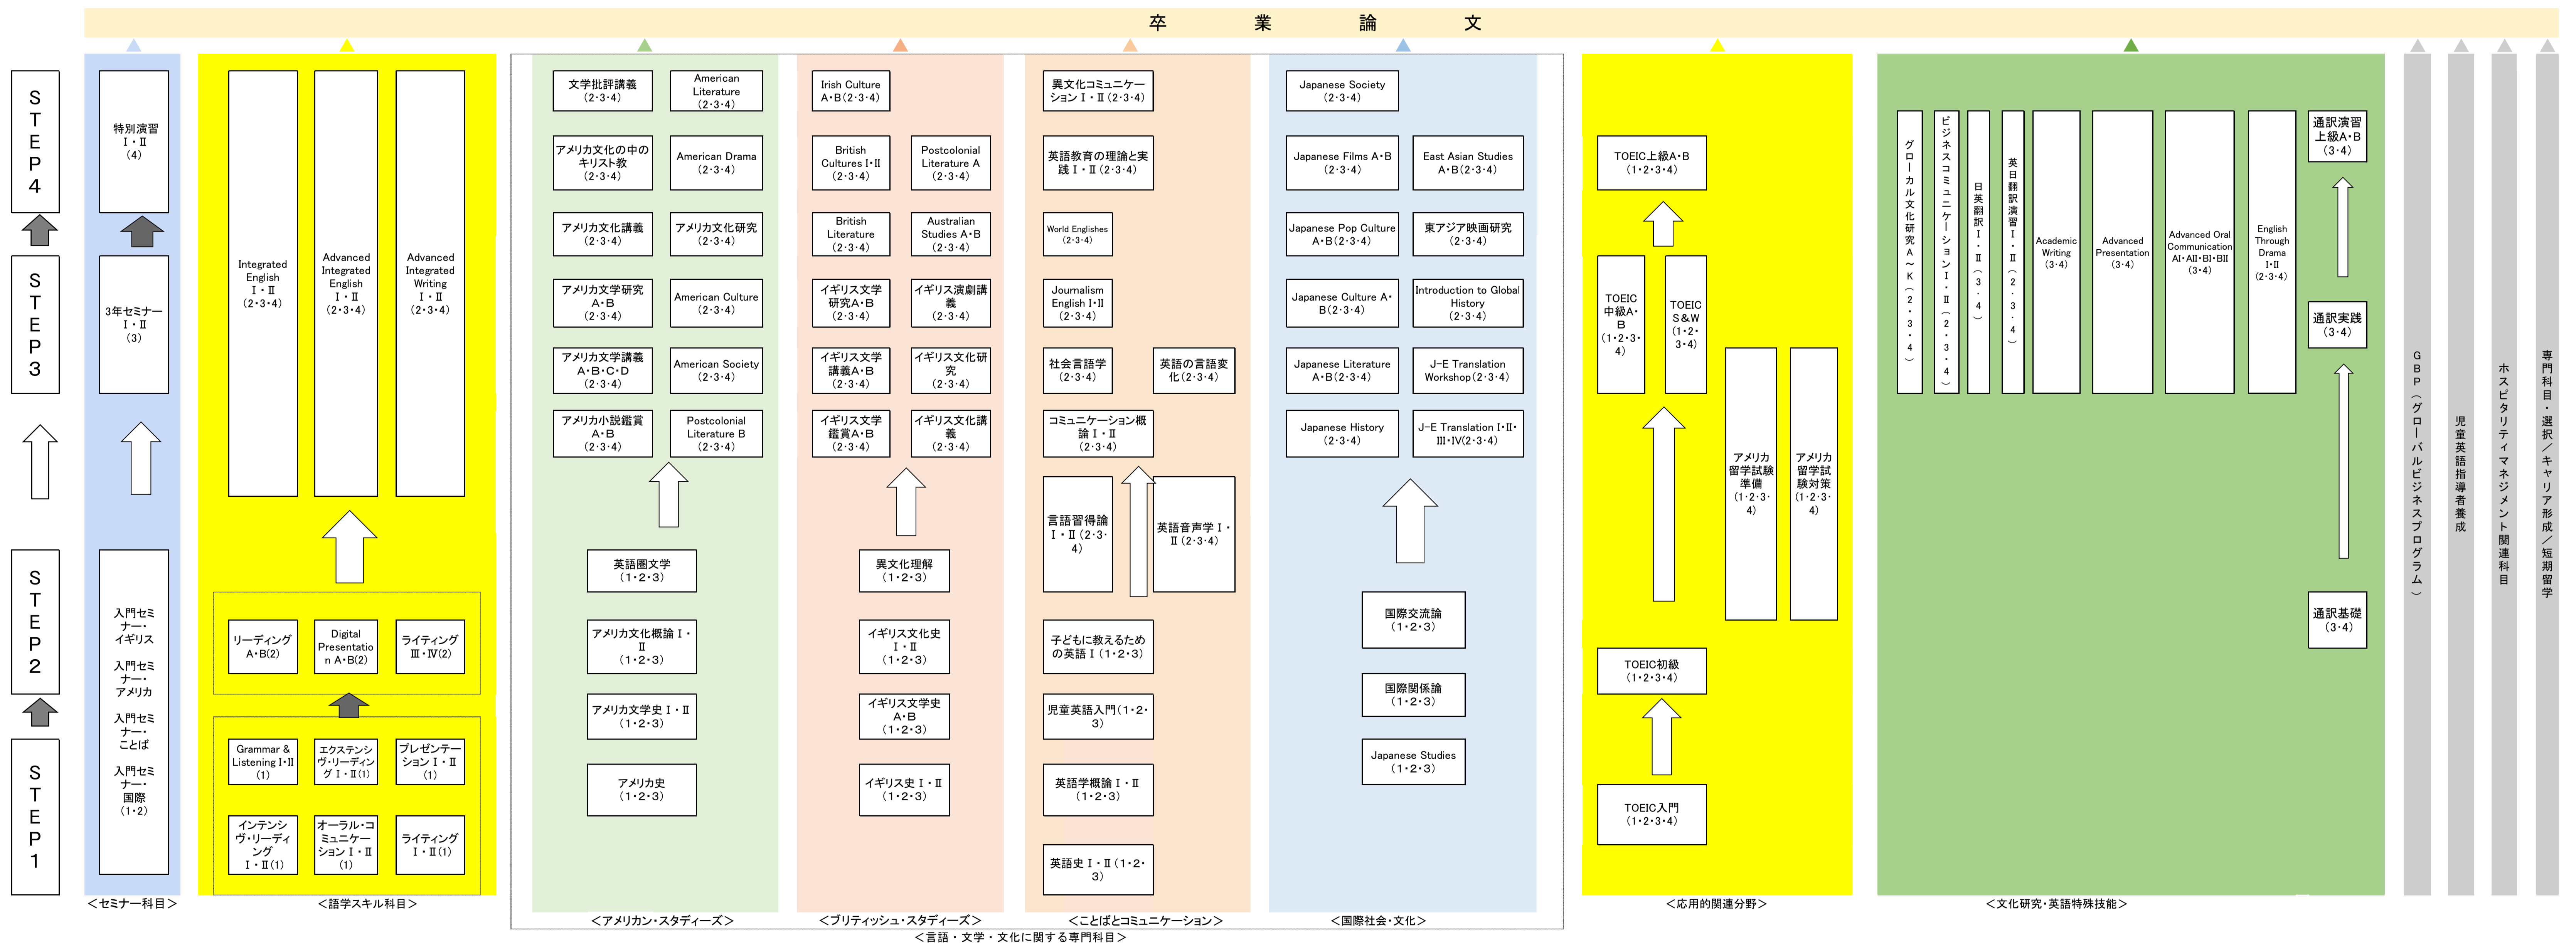 卒 業 論 文
STEP4
STEP3
STEP2
STEP1
特別演習
Ⅰ・Ⅱ
(4)
3年セミナー
Ⅰ・Ⅱ
(3)
入門セミ
ナー・
イギリス
入門セミ
ナー・
アメリカ
入門セミ
ナー・
ことば
入門セミ
ナー・
国際
(1・2)
<セミナー科目>
Integrated
English
Ⅰ・Ⅱ
(2・3・4)
Advanced
Integrated
English
Ⅰ・Ⅱ
(2・3・4)
Advanced
Integrated
Writing
Ⅰ・Ⅱ
(2・3・4)
リーディング
A・B(2)
Digital
Presentatio
n A・B(2)
ライティング
Ⅲ・Ⅳ(2)
Grammar &
Listening Ⅰ・Ⅱ
(1)
エクステンシ
ヴ・リーディン
グ Ⅰ・Ⅱ(1)
プレゼンテー
ション Ⅰ・Ⅱ
(1)
インテンシ
ヴ・リーディ
ング
Ⅰ・Ⅱ(1)
オーラル・コ
ミュニケー
ション Ⅰ・Ⅱ
(1)
ライティング
Ⅰ・Ⅱ(1)
<語学スキル科目>
文学批評講義
(2・3・4)
American
Literature
(2・3・4)
アメリカ文化の中の
キリスト教
(2・3・4)
American Drama
(2・3・4)
アメリカ文化講義
(2・3・4)
アメリカ文化研究
(2・3・4)
アメリカ文学研究
A・B
(2・3・4)
American Culture
(2・3・4)
アメリカ文学講義
A・B・C・D
(2・3・4)
American Society
(2・3・4)
アメリカ小説鑑賞
A・B
(2・3・4)
Postcolonial
Literature B
(2・3・4)
英語圏文学
(1・2・3)
アメリカ文化概論 Ⅰ・
Ⅱ
(1・2・3)
アメリカ文学史 Ⅰ・Ⅱ
(1・2・3)
アメリカ史
(1・2・3)
<アメリカン・スタディーズ>
Irish Culture
A・B(2・3・4)
British
Cultures Ⅰ・Ⅱ
(2・3・4)
Postcolonial
Literature A
(2・3・4)
British
Literature
(2・3・4)
Australian
Studies A・B
(2・3・4)
イギリス文学
研究A・B
(2・3・4)
イギリス演劇講
義
(2・3・4)
イギリス文学
講義A・B
(2・3・4)
イギリス文化研
究
(2・3・4)
イギリス文学
鑑賞A・B
(2・3・4)
イギリス文化講
義
(2・3・4)
異文化理解
(1・2・3)
イギリス文化史
Ⅰ・Ⅱ
(1・2・3)
イギリス文学史
A・B
(1・2・3)
イギリス史 Ⅰ・Ⅱ
(1・2・3)
<ブリティッシュ・スタディーズ>
異文化コミュニケー
ション Ⅰ・Ⅱ (2・3・4)
英語教育の理論と実
践 Ⅰ・Ⅱ (2・3・4)
World Englishes
(2・3・4)
Journalism
English Ⅰ・Ⅱ
(2・3・4)
社会言語学
(2・3・4)
英語の言語変
化(2・3・4)
コミュニケーション概
論 Ⅰ・Ⅱ
(2・3・4)
言語習得論
Ⅰ・Ⅱ (2・3・
4)
英語音声学 Ⅰ・
Ⅱ (2・3・4)
子どもに教えるため
の英語 Ⅰ (1・2・3)
児童英語入門(1・2・
3)
英語学概論 Ⅰ・Ⅱ
(1・2・3)
英語史 Ⅰ・Ⅱ (1・2・
3)
<ことばとコミュニケーション>
Japanese Society
(2・3・4)
Japanese Films A・B
(2・3・4)
East Asian Studies
A・B(2・3・4)
Japanese Pop Culture
A・B(2・3・4)
東アジア映画研究
(2・3・4)
Japanese Culture A・
B(2・3・4)
Introduction to Global
History
(2・3・4)
Japanese Literature
A・B(2・3・4)
J-E Translation
Workshop(2・3・4)
Japanese History
(2・3・4)
J-E Translation Ⅰ・Ⅱ・
Ⅲ・Ⅳ(2・3・4)
国際交流論
(1・2・3)
国際関係論
(1・2・3)
Japanese Studies
(1・2・3)
<国際社会・文化>
<言語・文学・文化に関する専門科目>
TOEIC上級A・B
(1・2・3・4)
TOEIC
中級A・
B
(1・2・3・
4)
TOEIC
S&W
(1・2・
3・4)
アメリカ
留学試験
準備
(1・2・3・
4)
アメリカ
留学試
験対策
(1・2・3・
4)
TOEIC初級
(1・2・3・4)
TOEIC入門
(1・2・3・4)
<応用的関連分野>
グローカル文化研究A~K(2・3・4)
ビジネスコミュニケーションⅠ・Ⅱ(2・3・4)
日英翻訳Ⅰ・Ⅱ(3・4)
英日翻訳演習Ⅰ・Ⅱ(2・3・4)
Academic
Writing
(3・4)
Advanced
Presentation
(3・4)
Advanced Oral
Communication
AⅠ・AⅡ・BⅠ・BⅡ
(3・4)
English
Through
Drama
Ⅰ・Ⅱ
(2・3・4)
通訳演習
上級A・B
(3・4)
通訳実践
(3・4)
通訳基礎
(3・4)
<文化研究・英語特殊技能>
GBP(グローバルビジネスプログラム)
児童英語指導者養成
ホスピタリティマネジメント関連科目
専門科目・選択/キャリア形成/短期留学